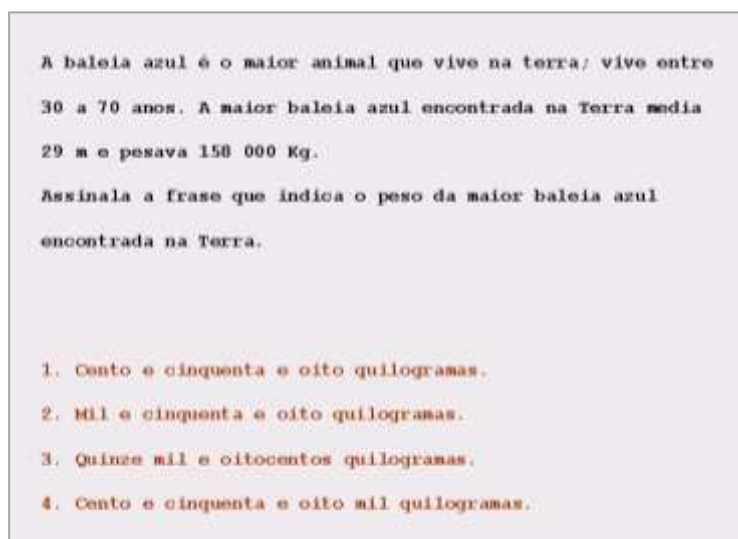 A baleia azul é o maior animal que vive na terra; vive entre
30 a 70 anos. A maior baleia azul encontrada na Terra media
29 m e pesava 158 000 Kg.
Assinala a frase que indica o peso da maior baleia azul
encontrada na Terra.
1. Cento e cinquenta e oito quilogramas.
2. Mil e cinquenta e oito quilogramas.
3. Quinze mil e oitocentos quilogramas.
4. Cento e cinquenta e oito mil quilogramas.